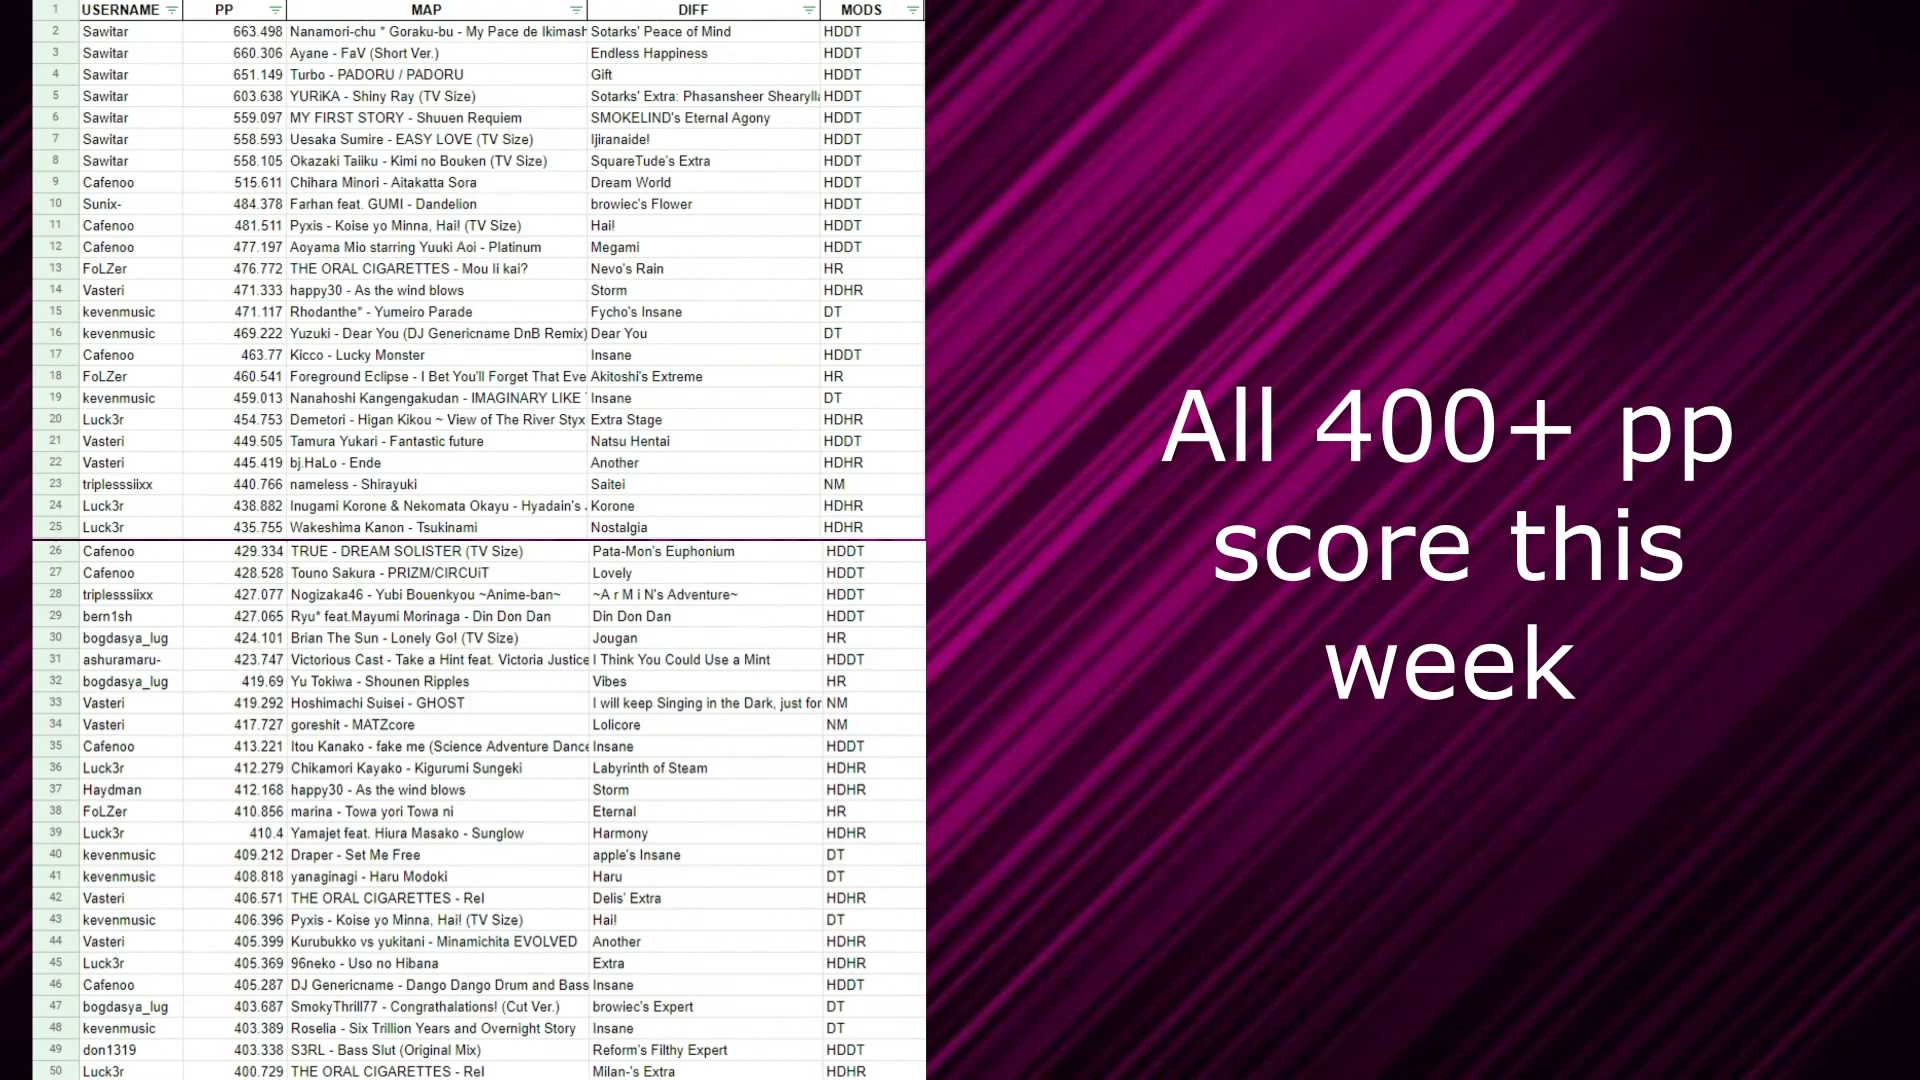 1 USERNAME PP MAP DIFF MODS
2 Sawitar 663.498 Nanamori-chu * Goraku-bu - My Pace de Ikimash Sotarks' Peace of Mind HDDT
3 Sawitar 660.306 Ayane - FaV (Short Ver.) Endless Happiness HDDT
4 Sawitar 651.149 Turbo - PADORU / PADORU Gift HDDT
5 Sawitar 603.638 YURiKA - Shiny Ray (TV Size) Sotarks' Extra: Phasansheer Shearylla HDDT
6 Sawitar 559.097 MY FIRST STORY - Shuuen Requiem SMOKELIND's Eternal Agony HDDT
7 Sawitar 558.593 Uesaka Sumire - EASY LOVE (TV Size) Ijiranaide! HDDT
8 Sawitar 558.105 Okazaki Taiiku - Kimi no Bouken (TV Size) SquareTude's Extra HDDT
9 Cafenoo 515.611 Chihara Minori - Aitakatta Sora Dream World HDDT
10 Sunix- 484.378 Farhan feat. GUMI - Dandelion browiec's Flower HDDT
11 Cafenoo 481.511 Pyxis - Koise yo Minna, Hai! (TV Size) Hai! HDDT
12 Cafenoo 477.197 Aoyama Mio starring Yuuki Aoi - Platinum Megami HDDT
13 FoLZer 476.772 THE ORAL CIGARETTES - Mou Ii kai? Nevo's Rain HR
14 Vasteri 471.333 happy30 - As the wind blows Storm HDHR
15 kevenmusic 471.117 Rhodanthe* - Yumeiro Parade Fycho's Insane DT
16 kevenmusic 469.222 Yuzuki - Dear You (DJ Genericname DnB Remix) Dear You DT
17 Cafenoo 463.77 Kicco - Lucky Monster Insane HDDT
18 FoLZer 460.541 Foreground Eclipse - I Bet You'll Forget That Eve Akitoshi's Extreme HR
19 kevenmusic 459.013 Nanahoshi Kangengakudan - IMAGINARY LIKE Insane DT
20 Luck3r 454.753 Demetori - Higan Kikou ~ View of The River Styx Extra Stage HDHR
21 Vasteri 449.505 Tamura Yukari - Fantastic future Natsu Hentai HDDT
22 Vasteri 445.419 bj.HaLo - Ende Another HDHR
23 triplesssiixx 440.766 nameless - Shirayuki Saitei NM
24 Luck3r 438.882 Inugami Korone & Nekomata Okayu - Hyadain's Korone HDHR
25 Luck3r 435.755 Wakeshima Kanon - Tsukinami Nostalgia HDHR
26 Cafenoo 429.334 TRUE - DREAM SOLISTER (TV Size) Pata-Mon's Euphonium HDDT
27 Cafenoo 428.528 Touno Sakura - PRIZM/CIRCUiT Lovely HDDT
28 triplesssiixx 427.077 Nogizaka46 - Yubi Bouenkyou ~Anime-ban~ ~A r M i N's Adventure~ HDDT
29 bern1sh 427.065 Ryu* feat.Mayumi Morinaga - Din Don Dan Din Don Dan HDDT
30 bogdasya_lug 424.101 Brian The Sun - Lonely Go! (TV Size) Jougan HR
31 ashuramaru- 423.747 Victorious Cast - Take a Hint feat. Victoria Justice I Think You Could Use a Mint HDDT
32 bogdasya_lug 419.69 Yu Tokiwa - Shounen Ripples Vibes HR
33 Vasteri 419.292 Hoshimachi Suisei - GHOST I will keep Singing in the Dark, just for NM
34 Vasteri 417.727 goreshit - MATZcore Lolicore NM
35 Cafenoo 413.221 Itou Kanako - fake me (Science Adventure Dance Insane HDDT
36 Luck3r 412.279 Chikamori Kayako - Kigurumi Sungeki Labyrinth of Steam HDHR
37 Haydman 412.168 happy30 - As the wind blows Storm HDHR
38 FoLZer 410.856 marina - Towa yori Towa ni Eternal HR
39 Luck3r 410.4 Yamajet feat. Hiura Masako - Sunglow Harmony HDHR
40 kevenmusic 409.212 Draper - Set Me Free apple's Insane DT
41 kevenmusic 408.818 yanaginagi - Haru Modoki Haru DT
42 Vasteri 406.571 THE ORAL CIGARETTES - ReI Delis' Extra HDHR
43 kevenmusic 406.396 Pyxis - Koise yo Minna, Hai! (TV Size) Hai! DT
44 Vasteri 405.399 Kurubukko vs yukitani - Minamichita EVOLVED Another HDHR
45 Luck3r 405.369 96neko - Uso no Hibana Extra HDHR
46 Cafenoo 405.287 DJ Genericname - Dango Dango Drum and Bass Insane HDDT
47 bogdasya_lug 403.687 SmokyThrill77 - Congrathalations! (Cut Ver.) browiec's Expert DT
48 kevenmusic 403.389 Roselia - Six Trillion Years and Overnight Story Insane DT
49 don1319 403.338 S3RL - Bass Slut (Original Mix) Reform's Filthy Expert HDDT
50 Luck3r 400.729 THE ORAL CIGARETTES - ReI Milan-'s Extra HDHR
All 400+ pp
score this
week